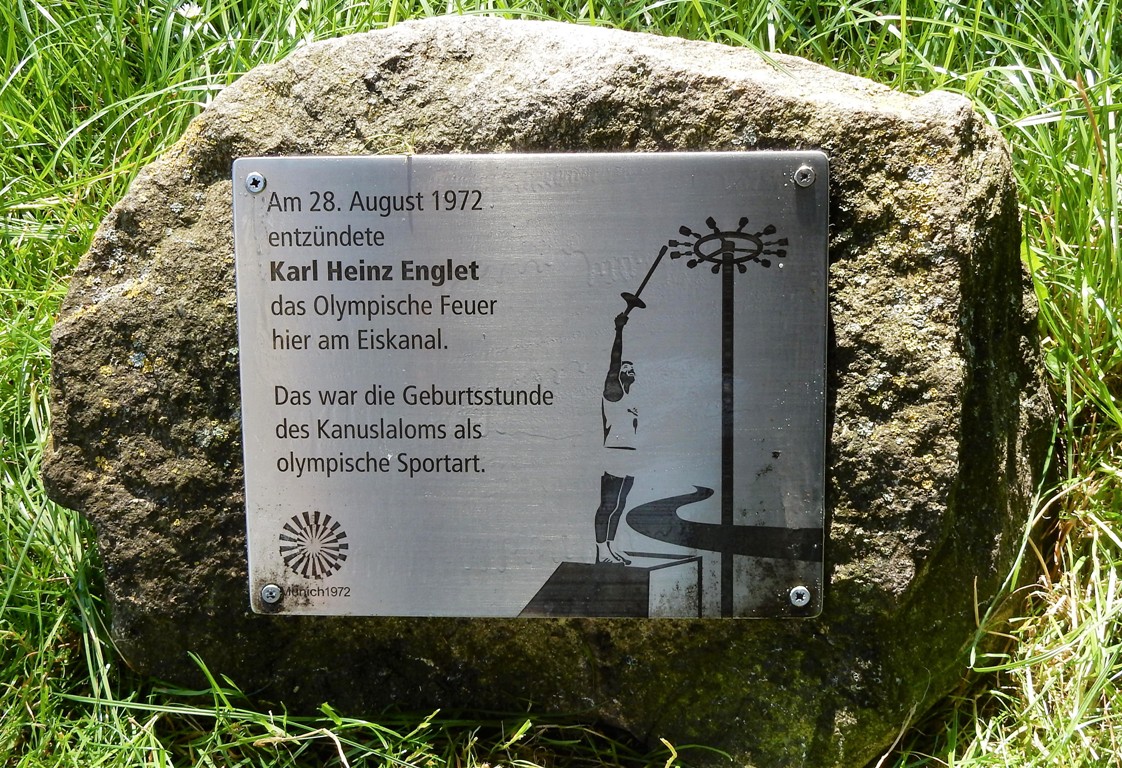 Am 28. August 1972
entzündete
Karl Heinz Englet
das Olympische Feuer
hier am Eiskanal.
Das war die Geburtsstunde
des Kanuslaloms als
olympische Sportart.
Munich1972